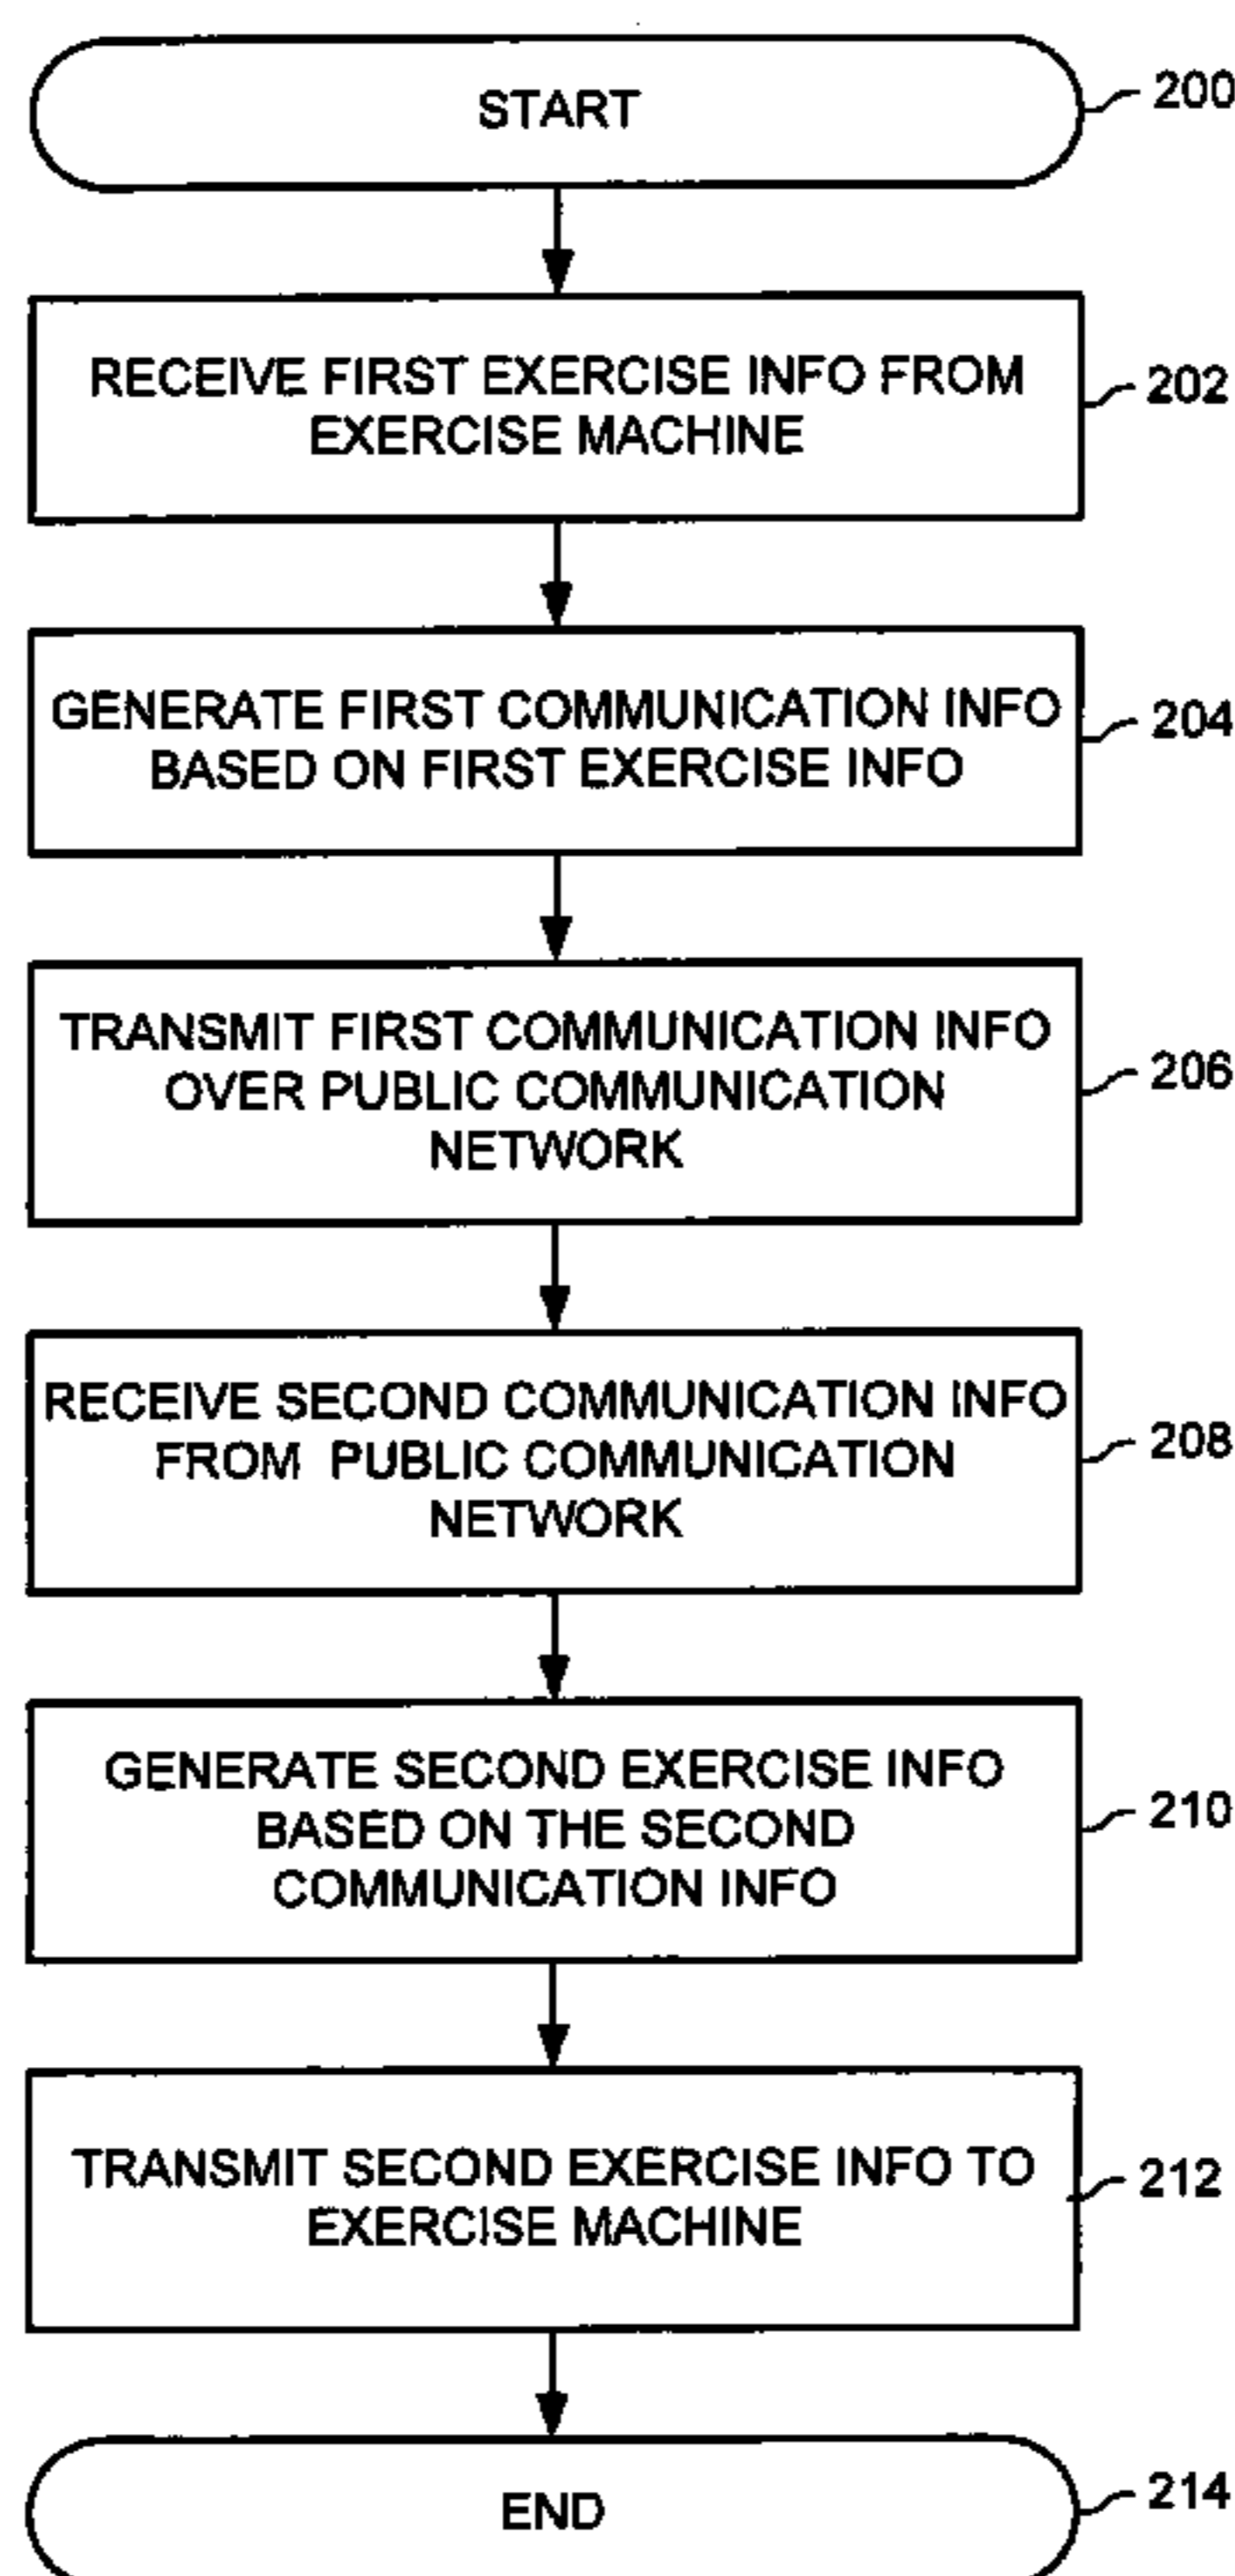 START
200
RECEIVE FIRST EXERCISE INFO FROM
EXERCISE MACHINE
202
GENERATE FIRST COMMUNICATION INFO
BASED ON FIRST EXERCISE INFO
204
TRANSMIT FIRST COMMUNICATION INFO
OVER PUBLIC COMMUNICATION
NETWORK
206
RECEIVE SECOND COMMUNICATION INFO
FROM PUBLIC COMMUNICATION
NETWORK
208
GENERATE SECOND EXERCISE INFO
BASED ON THE SECOND
COMMUNICATION INFO
210
TRANSMIT SECOND EXERCISE INFO TO
EXERCISE MACHINE
212
END
214